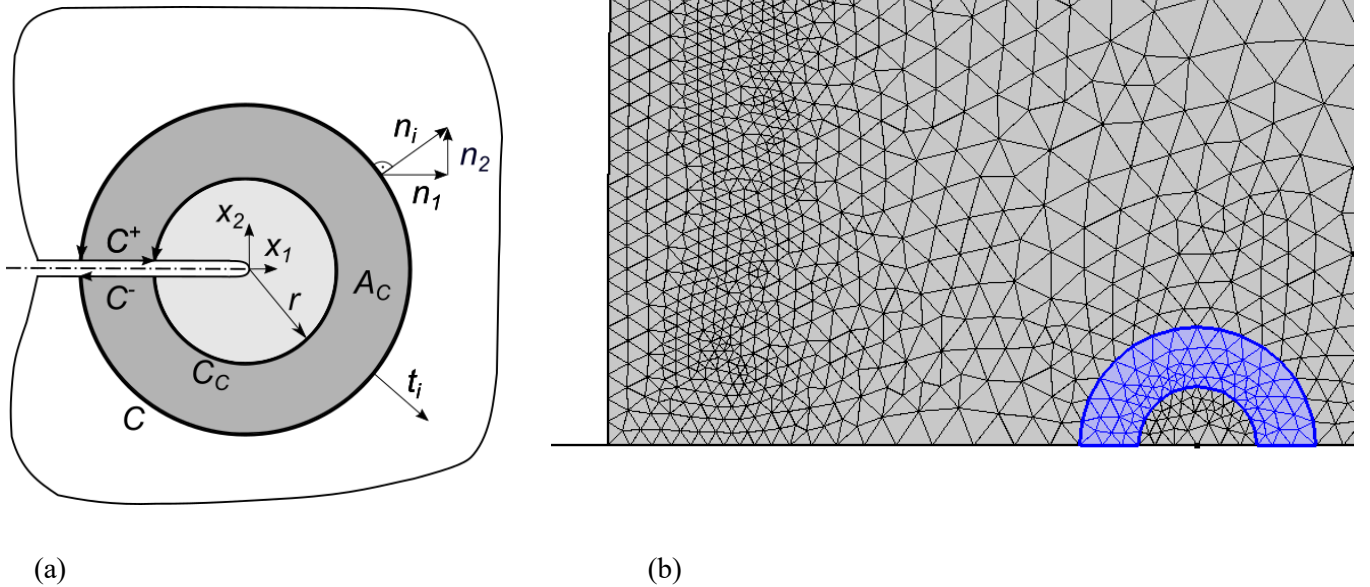 n_i
n_2
n_1
x_2
C^+
x_1
C^-
A_C
r
C_C
t_i
C
(a)
(b)